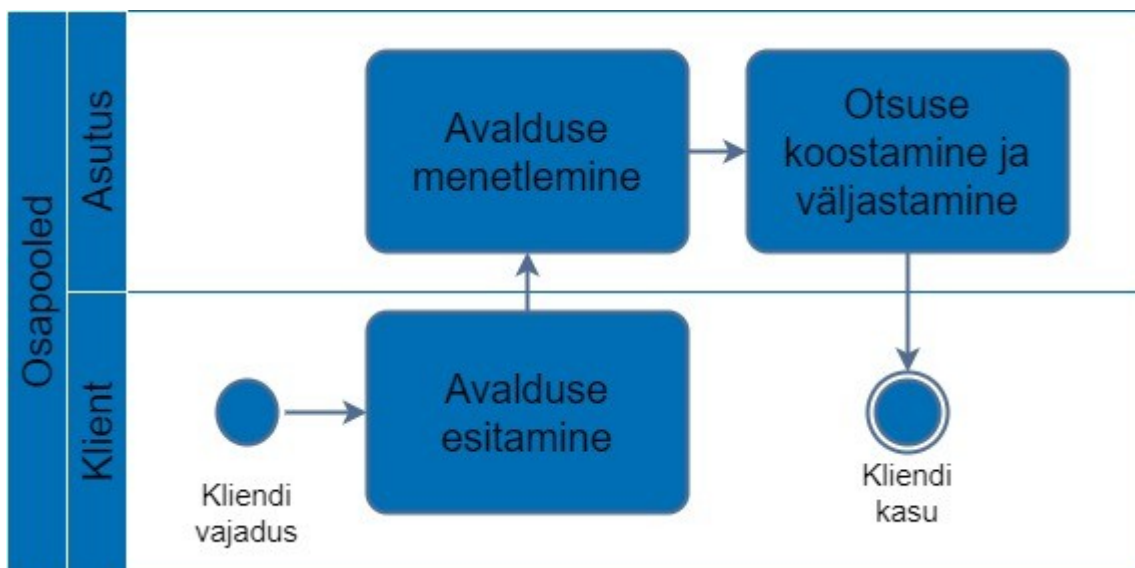 Osapooled
Asutus
Avalduse
menetlemine
Otsuse
koostamine ja
väljastamine
Klient
Kliendi
vajadus
Avalduse
esitamine
Kliendi
kasu